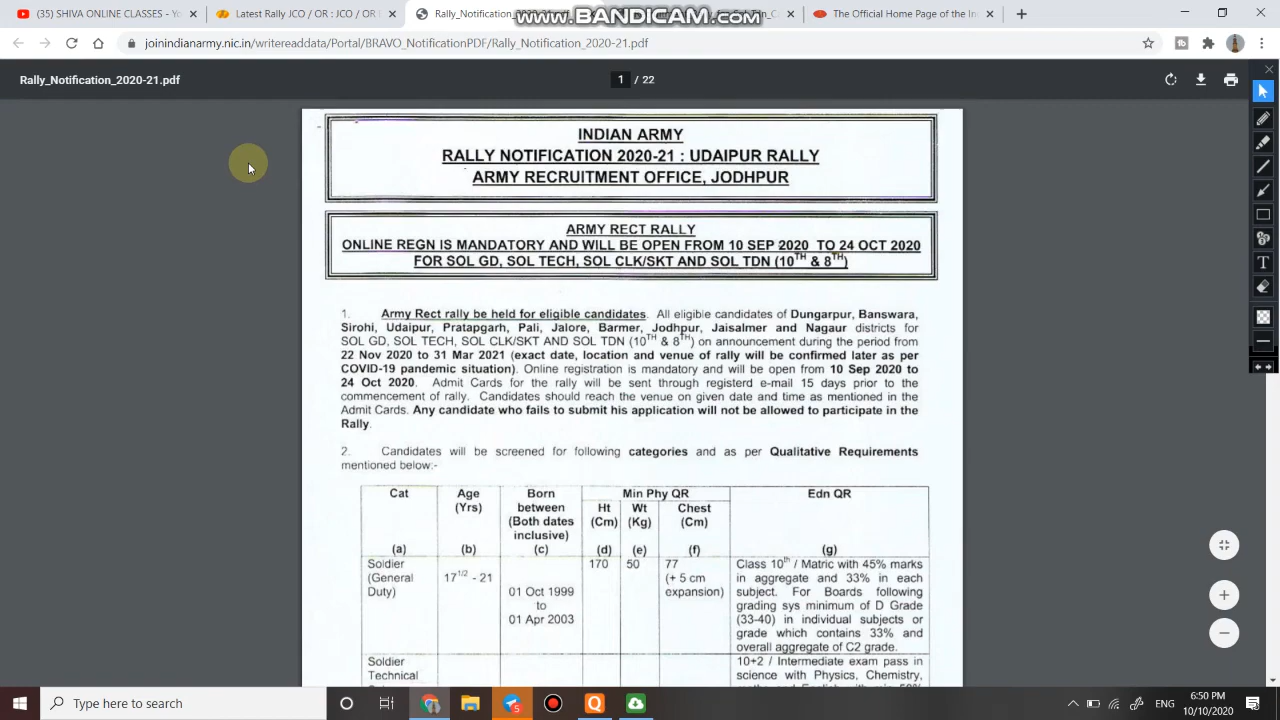 (35) SHIVA ONLINE CLASSES - Yo
Latest Rally JCO / OR : JCO / OR L
Rally_Notification_2020-21.pdf
The Official Home Page of the In
www.BANDICAM.com
joinindianarmy.nic.in/writereaddata/Portal/BRAVO_NotificationPDF/Rally_Notification_2020-21.pdf
Rally_Notification_2020-21.pdf
1 / 22
INDIAN ARMY
RALLY NOTIFICATION 2020-21 : UDAIPUR RALLY
ARMY RECRUITMENT OFFICE, JODHPUR
ARMY RECT RALLY
ONLINE REGN IS MANDATORY AND WILL BE OPEN FROM 10 SEP 2020 TO 24 OCT 2020
FOR SOL GD, SOL TECH, SOL CLK/SKT AND SOL TDN (10TH & 8TH)
1. Army Rect rally be held for eligible candidates. All eligible candidates of Dungarpur, Banswara,
Sirohi, Udaipur, Pratapgarh, Pali, Jalore, Barmer, Jodhpur, Jaisalmer and Nagaur districts for
SOL GD, SOL TECH, SOL CLK/SKT AND SOL TDN (10TH & 8TH) on announcement during the period from
22 Nov 2020 to 31 Mar 2021 (exact date, location and venue of rally will be confirmed later as per
COVID-19 pandemic situation). Online registration is mandatory and will be open from 10 Sep 2020 to
24 Oct 2020. Admit Cards for the rally will be sent through registerd e-mail 15 days prior to the
commencement of rally. Candidates should reach the venue on given date and time as mentioned in the
Admit Cards. Any candidate who fails to submit his application will not be allowed to participate in the
Rally.
2. Candidates will be screened for following categories and as per Qualitative Requirements
mentioned below:-
Cat Age Born Min Phy QR Edn QR
(Yrs) between Ht Wt Chest
(Both dates (Cm) (Kg) (Cm)
inclusive)
(a) (b) (c) (d) (e) (f) (g)
Soldier 170 50 77 Class 10th / Matric with 45% marks
(General 17 1/2 - 21 (+ 5 cm in aggregate and 33% in each
Duty) 01 Oct 1999 expansion) subject. For Boards following
to grading sys minimum of D Grade
01 Apr 2003 (33-40) in individual subjects or
grade which contains 33% and
overall aggregate of C2 grade.
Soldier 10+2 / Intermediate exam pass in
Technical science with Physics, Chemistry,
Type here to search
ENG
6:50 PM
10/10/2020